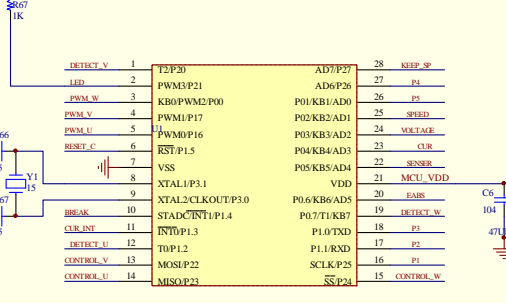 R67
1K
DETECT_V 1 T2/P20 AD7/P27 28 KEEP_SP
LED 2 PWM3/P21 AD6/P26 27 P4
PWM_W 3 KB0/PWM2/P00 P01/KB1/AD0 26 P5
PWM_V 4 PWM1/P17 P02/KB2/AD1 25 SPEED
PWM_U 5 U1 PWM0/P16 P03/KB3/AD2 24 VOLTAGE
RESET_C 6 RST/P1.5 P04/KB4/AD3 23 CUR
7 VSS P05/KB5/AD4 22 SENSER
8 XTAL1/P3.1 VDD 21 MCU_VDD
9 XTAL2/CLKOUT/P3.0 P0.6/KB6/AD5 20 EABS
BREAK 10 STADC/INT1/P1.4 P0.7/T1/KB7 19 DETECT_W
CUR_INT 11 INT0/P1.3 P1.0/TXD 18 P3
DETECT_U 12 T0/P1.2 P1.1/RXD 17 P2
CONTROL_V 13 MOSI/P22 SCLK/P25 16 P1
CONTROL_U 14 MISO/P23 SS/P24 15 CONTROL_W
66
Y1
15
67
C6
104
47U